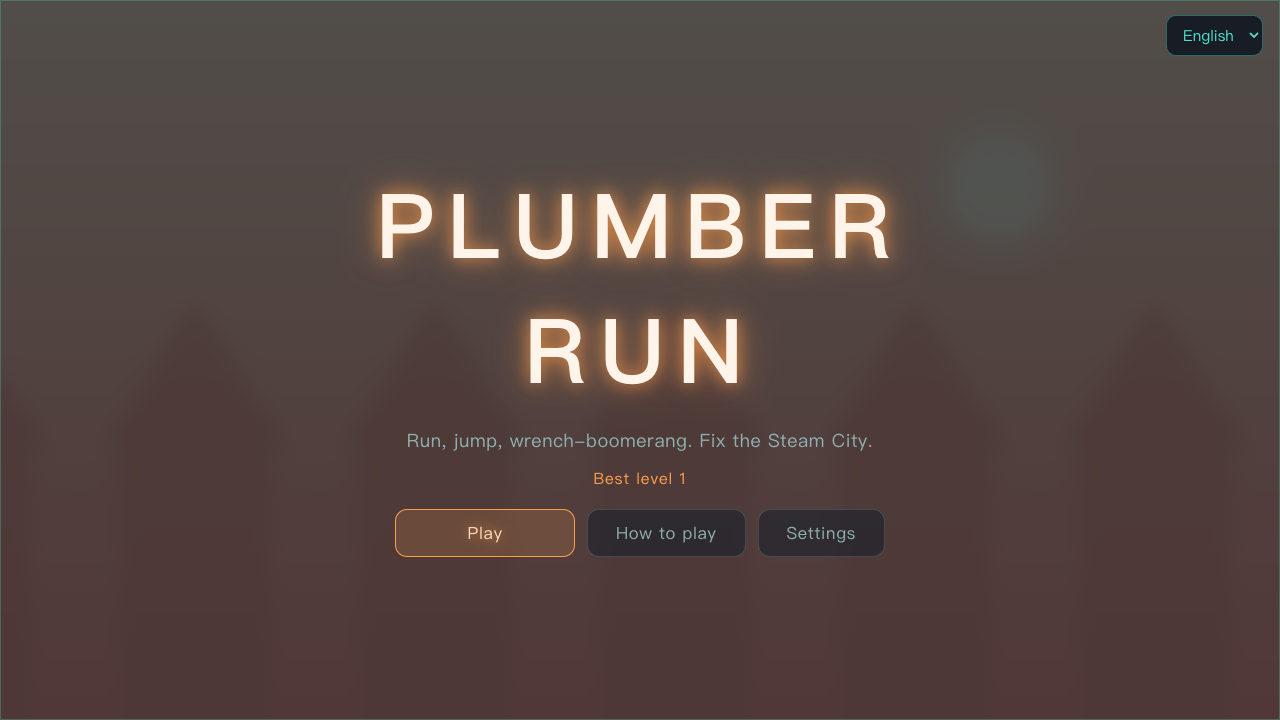 English
PLUMBER
RUN
Run, jump, wrench-boomerang. Fix the Steam City.
Best level 1
Play
How to play
Settings